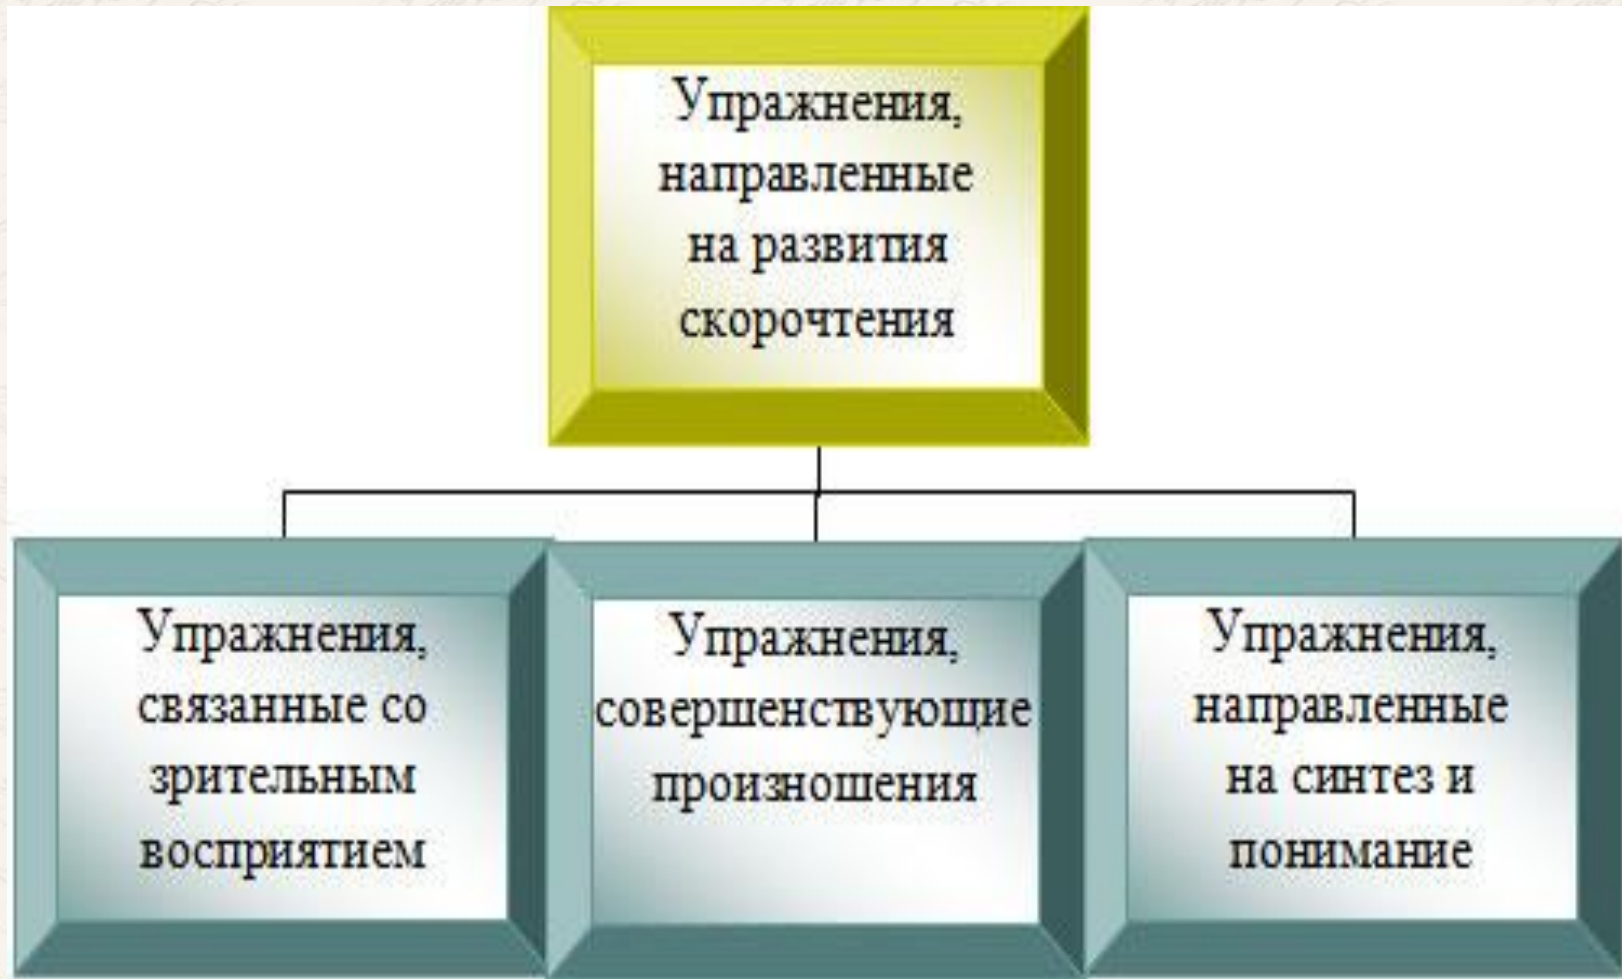 Упражнения,
направленные
на развития
скорочтения
Упражнения,
связанные со
зрительным
восприятием
Упражнения,
совершенствующие
произношения
Упражнения,
направленные
на синтез и
понимание